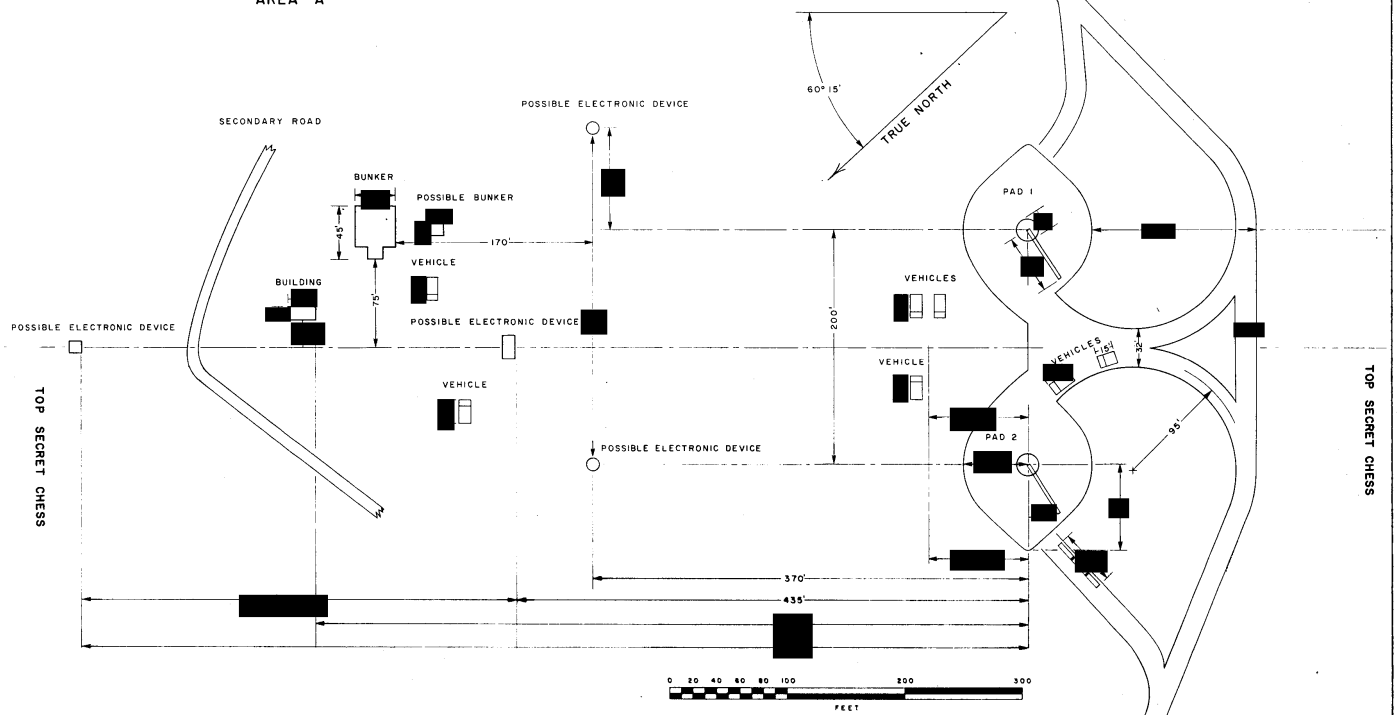 AREA A
60° 15'
TRUE NORTH
POSSIBLE ELECTRONIC DEVICE
SECONDARY ROAD
BUNKER
POSSIBLE BUNKER
45'
170'
PAD 1
VEHICLE
VEHICLES
BUILDING
75'
200'
POSSIBLE ELECTRONIC DEVICE
POSSIBLE ELECTRONIC DEVICE
VEHICLES
15'
32'
VEHICLE
VEHICLE
TOP SECRET CHESS
TOP SECRET CHESS
95'
PAD 2
POSSIBLE ELECTRONIC DEVICE
370'
435'
0 20 40 60 80 100 200 300
FEET